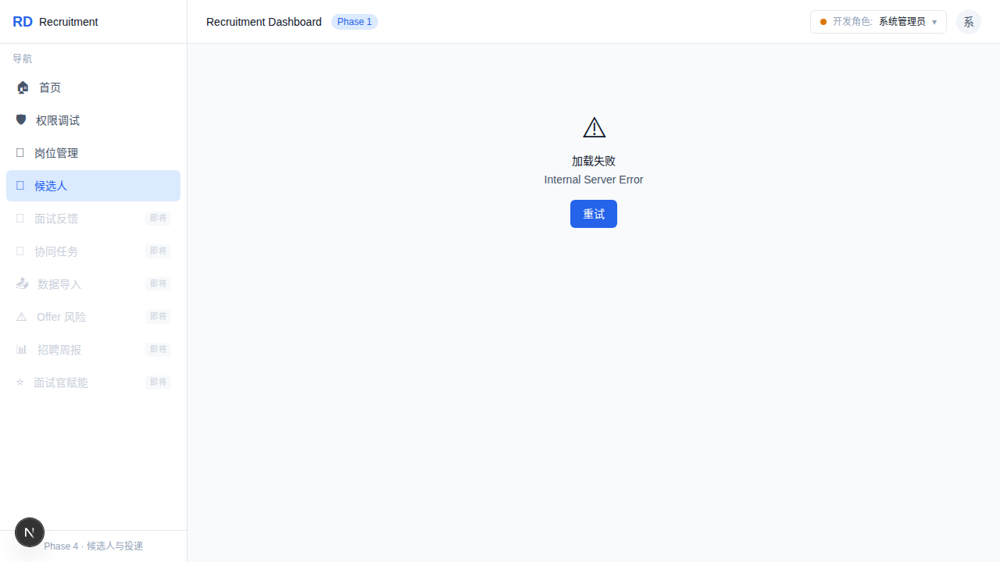 RD Recruitment
Recruitment Dashboard Phase 1
开发角色: 系统管理员 ▾
系
导航
首页
权限调试
岗位管理
候选人
面试反馈 即将
协同任务 即将
数据导入 即将
Offer 风险 即将
招聘周报 即将
面试官赋能 即将
加载失败
Internal Server Error
重试
N
Phase 4 · 候选人与投递